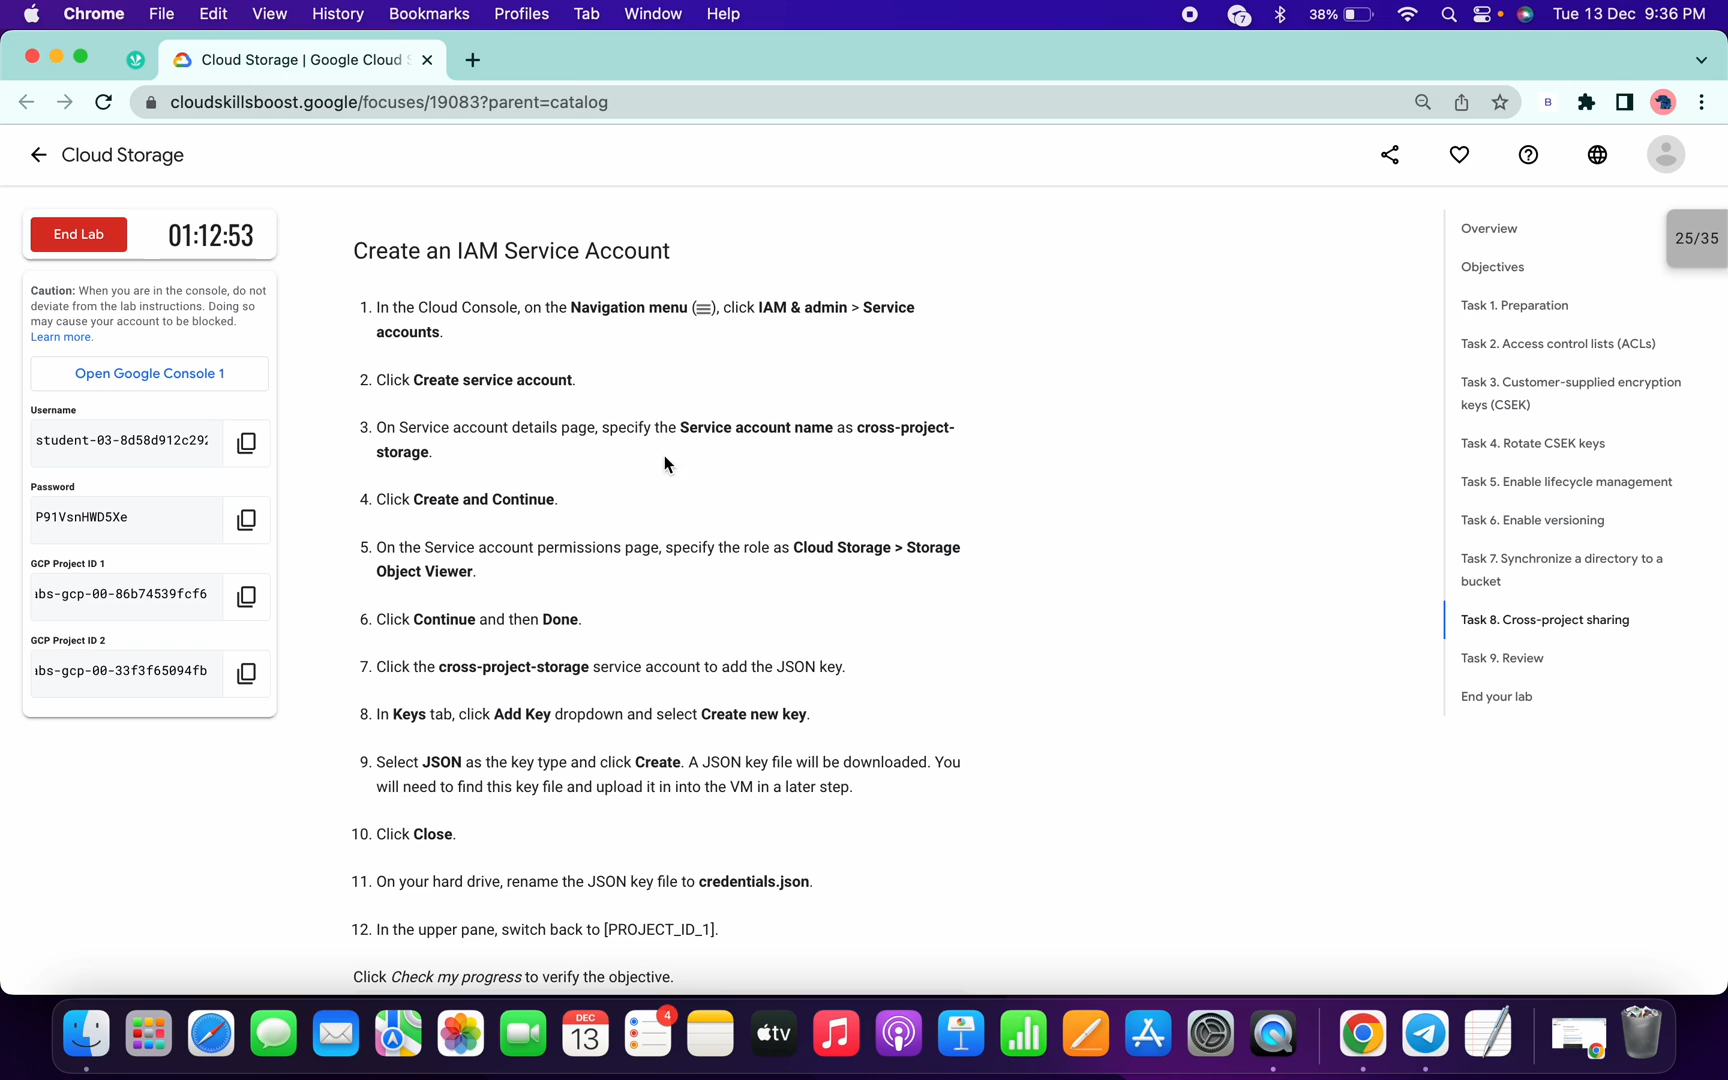 Chrome File Edit View History Bookmarks Profiles Tab Window Help 7 38% Tue 13 Dec 9:36 PM
Cloud Storage | Google Cloud
cloudskillsboost.google/focuses/19083?parent=catalog B
Cloud Storage
End Lab 01:12:53
Caution: When you are in the console, do not
deviate from the lab instructions. Doing so
may cause your account to be blocked.
Learn more.
Open Google Console 1
Username
student-03-8d58d912c292
Password
P91VsnHWD5Xe
GCP Project ID 1
abs-gcp-00-86b74539fcf6
GCP Project ID 2
abs-gcp-00-33f3f65094fb
Create an IAM Service Account
1. In the Cloud Console, on the Navigation menu (≡), click IAM & admin > Service
accounts.
2. Click Create service account.
3. On Service account details page, specify the Service account name as cross-project-
storage.
4. Click Create and Continue.
5. On the Service account permissions page, specify the role as Cloud Storage > Storage
Object Viewer.
6. Click Continue and then Done.
7. Click the cross-project-storage service account to add the JSON key.
8. In Keys tab, click Add Key dropdown and select Create new key.
9. Select JSON as the key type and click Create. A JSON key file will be downloaded. You
will need to find this key file and upload it in into the VM in a later step.
10. Click Close.
11. On your hard drive, rename the JSON key file to credentials.json.
12. In the upper pane, switch back to [PROJECT_ID_1].
Click Check my progress to verify the objective.
Overview
Objectives
Task 1. Preparation
Task 2. Access control lists (ACLs)
Task 3. Customer-supplied encryption
keys (CSEK)
Task 4. Rotate CSEK keys
Task 5. Enable lifecycle management
Task 6. Enable versioning
Task 7. Synchronize a directory to a
bucket
Task 8. Cross-project sharing
Task 9. Review
End your lab
25/35
DEC
13
4
tv